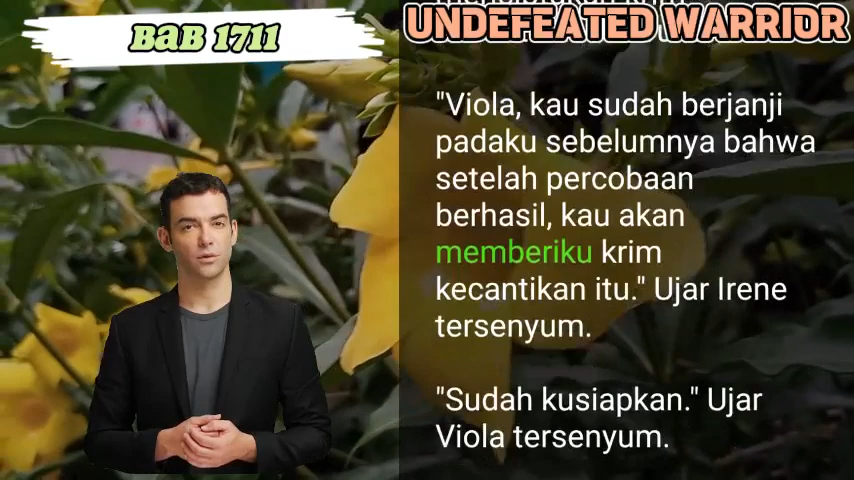 BAB 1711
UNDEFEATED WARRIOR
"Viola, kau sudah berjanji
padaku sebelumnya bahwa
setelah percobaan
berhasil, kau akan
memberiku krim
kecantikan itu." Ujar Irene
tersenyum.
"Sudah kusiapkan." Ujar
Viola tersenyum.